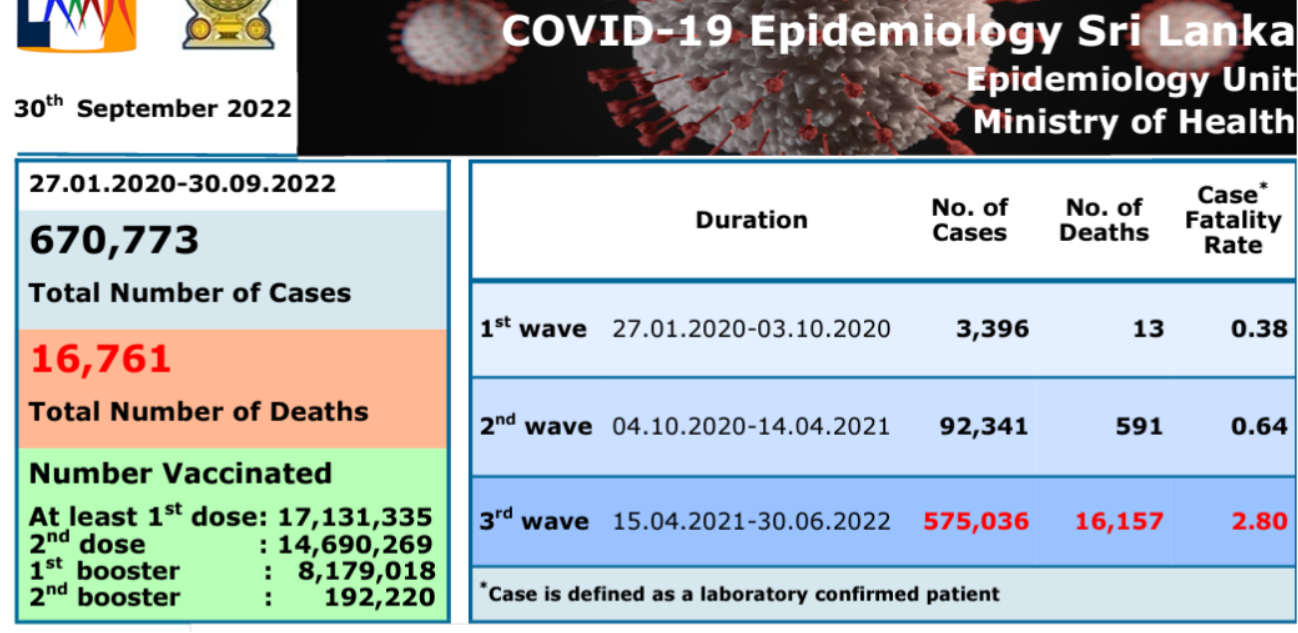 COVID-19 Epidemiology Sri Lanka
Epidemiology Unit
Ministry of Health
30th September 2022
27.01.2020-30.09.2022
670,773
Total Number of Cases
16,761
Total Number of Deaths
Number Vaccinated
At least 1st dose: 17,131,335
2nd dose : 14,690,269
1st booster : 8,179,018
2nd booster : 192,220
Duration No. of Cases No. of Deaths Case* Fatality Rate
1st wave 27.01.2020-03.10.2020 3,396 13 0.38
2nd wave 04.10.2020-14.04.2021 92,341 591 0.64
3rd wave 15.04.2021-30.06.2022 575,036 16,157 2.80
*Case is defined as a laboratory confirmed patient